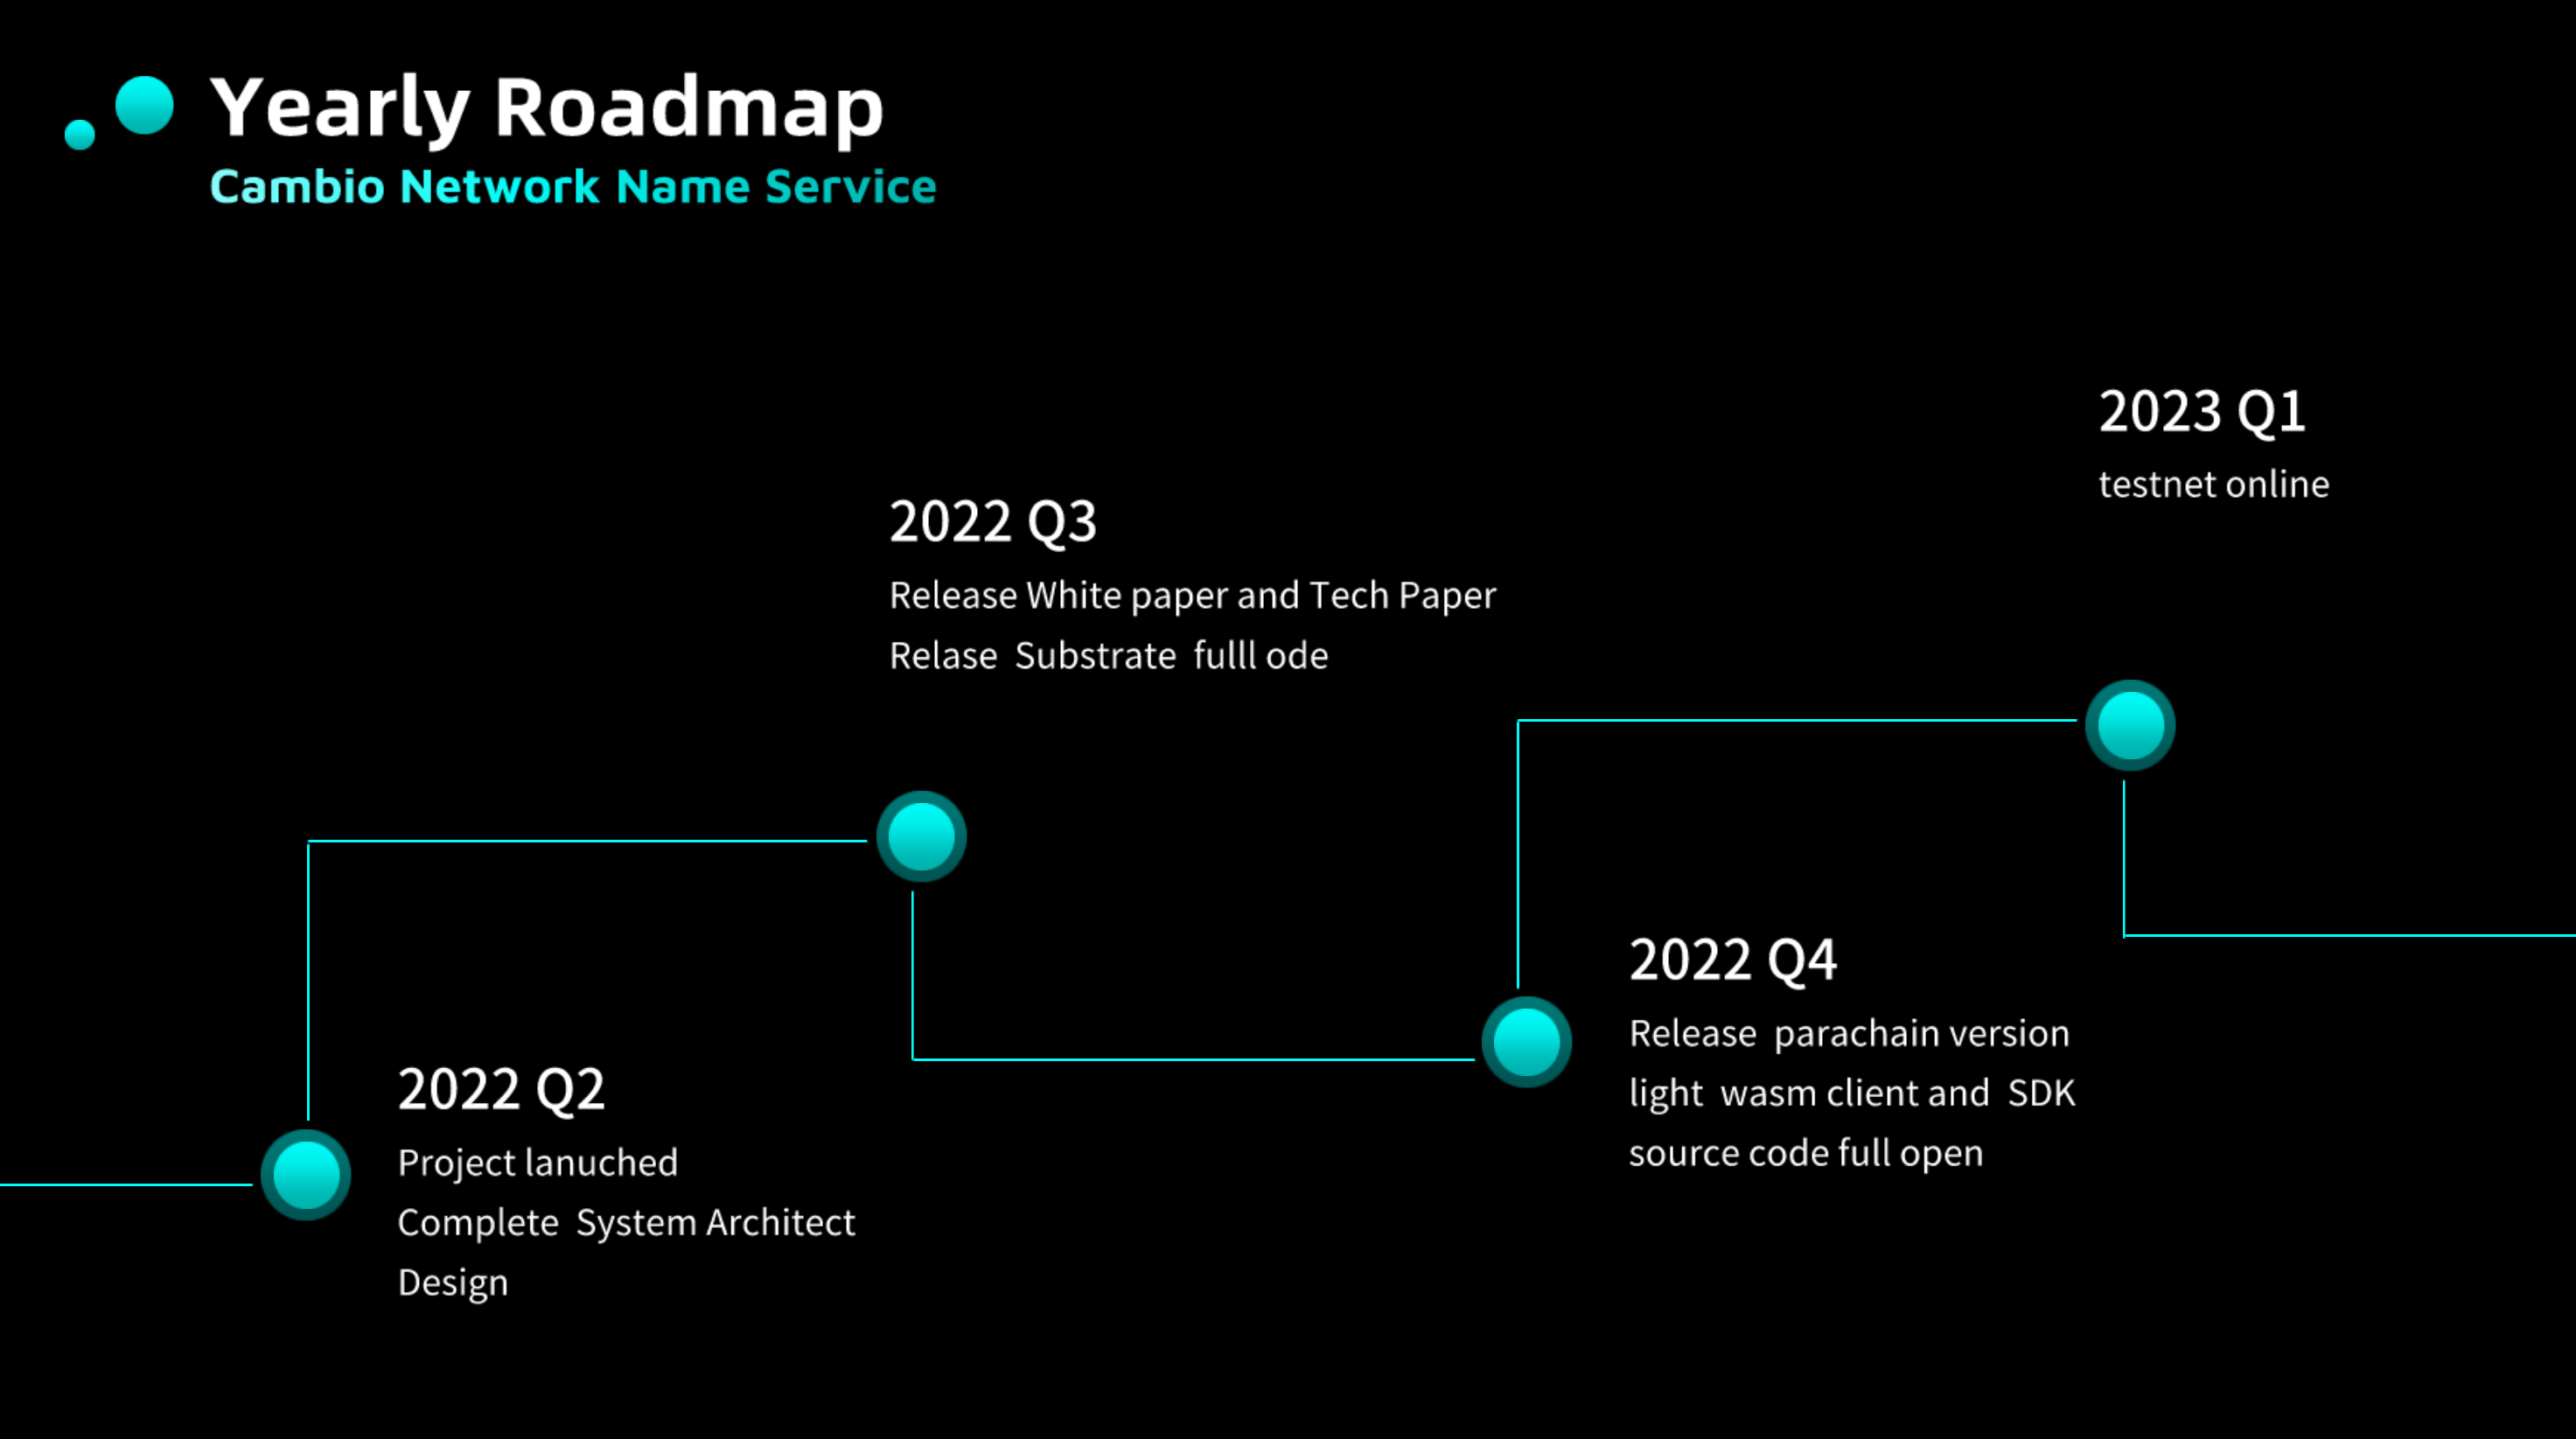 Yearly Roadmap
Cambio Network Name Service
2022 Q2
Project lanuched
Complete  System Architect
Design
2022 Q3
Release White paper and Tech Paper
Relase  Substrate  fulll ode
2022 Q4
Release  parachain version
light  wasm client and  SDK
source code full open
2023 Q1
testnet online